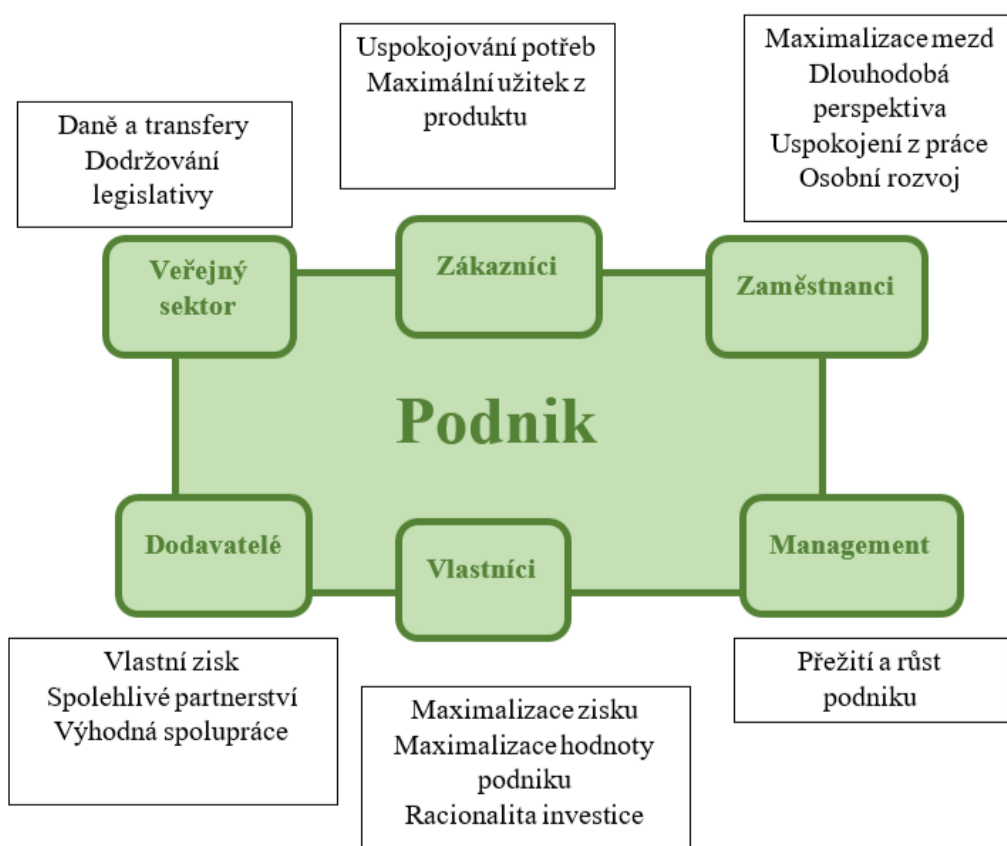 Uspokojování potřeb
Maximální užitek z
produktu
Maximalizace mezd
Dlouhodobá
perspektiva
Uspokojení z práce
Osobní rozvoj
Daně a transfery
Dodržování
legislativy
Veřejný
sektor
Zákazníci
Zaměstnanci
Podnik
Dodavatelé
Vlastníci
Management
Vlastní zisk
Spolehlivé partnerství
Výhodná spolupráce
Maximalizace zisku
Maximalizace hodnoty
podniku
Racionalita investice
Přežití a růst
podniku